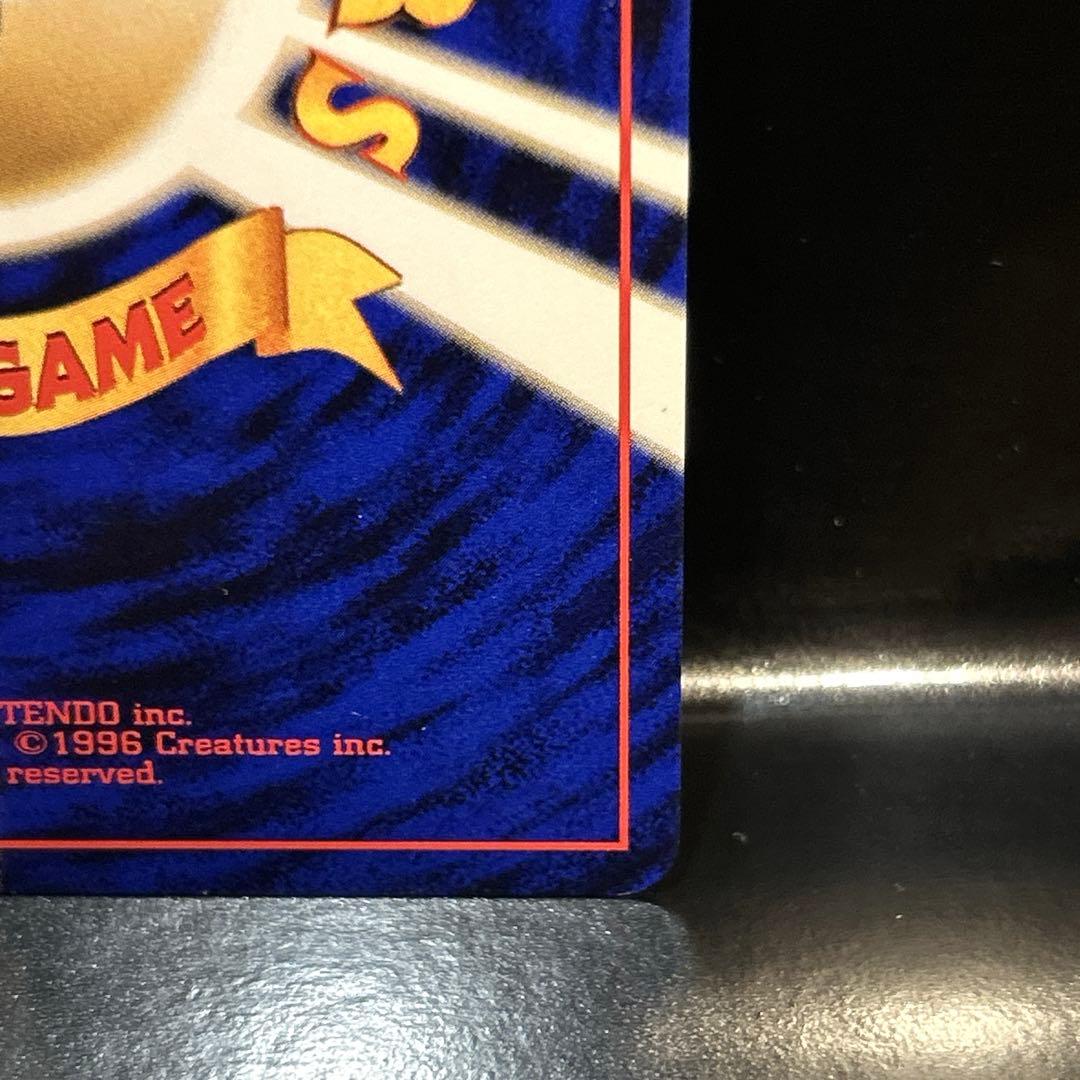 S
GAME
TENDO inc.
©1996 Creatures inc.
reserved.